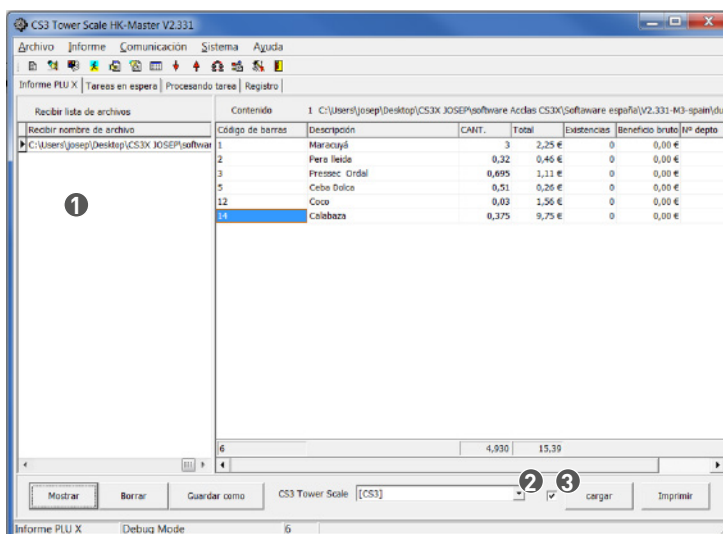 CS3 Tower Scale HK-Master V2.331
Archivo Informe Comunicación Sistema Ayuda
Informe PLU X Tareas en espera Procesando tarea Registro
Recibir lista de archivos Contenido 1 C:\Users\josep\Desktop\CS3X JOSEP\software Acclas CS3X\Softaware españa\V2.331-M3-spain\du
Recibir nombre de archivo Código de barras Descripción CANT. Total Existencias Beneficio bruto Nº depto
C:\Users\josep\Desktop\CS3X JOSEP\softwar 1 Maracuyá 3 2,25 € 0 0,00 €
2 Pera lleida 0,32 0,46 € 0 0,00 €
3 Pressec Ordal 0,695 1,11 € 0 0,00 €
5 Ceba Dolca 0,51 0,26 € 0 0,00 €
12 Coco 0,03 1,56 € 0 0,00 €
14 Calabaza 0,375 9,75 € 0 0,00 €
1
6 4,930 15,39
2 3
Mostrar Borrar Guardar como CS3 Tower Scale [CS3] cargar Imprimir
Informe PLU X Debug Mode 6